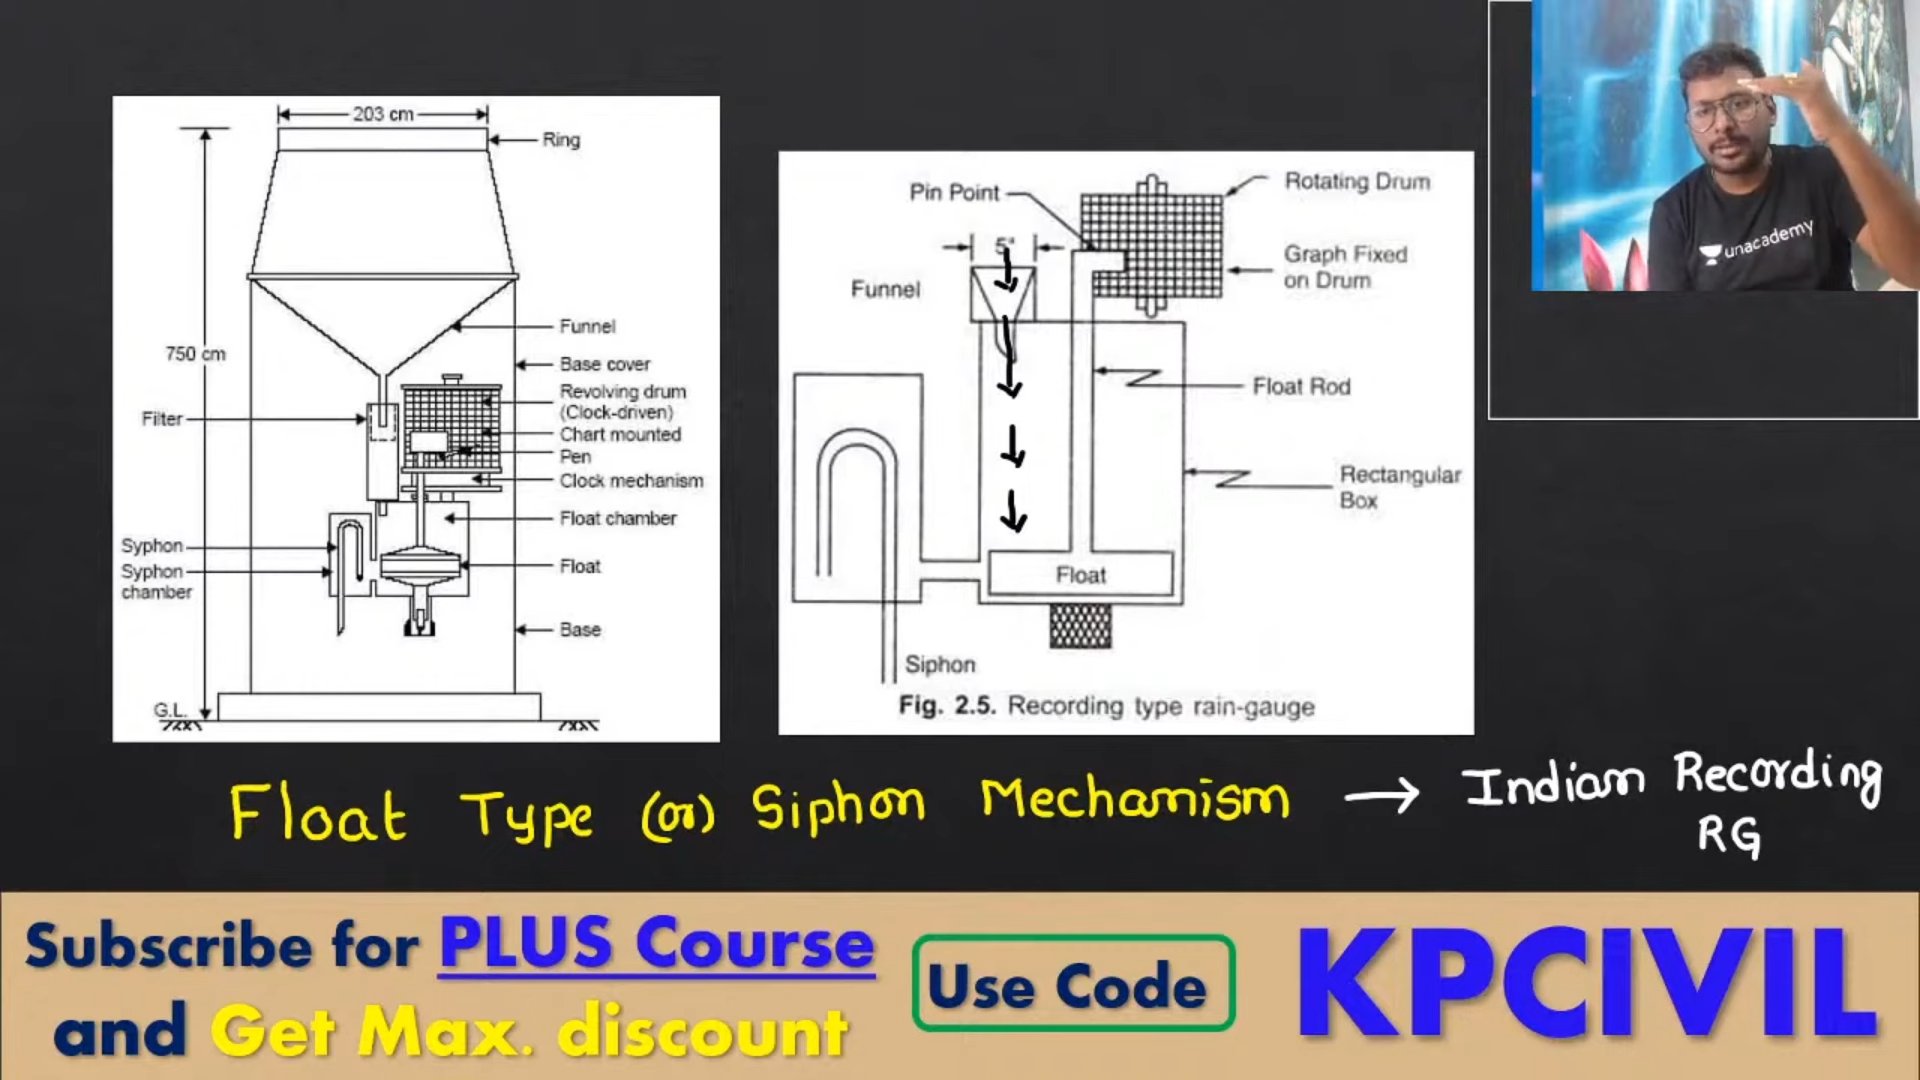 203 cm
Ring
750 cm
Funnel
Base cover
Revolving drum
(Clock-driven)
Filter
Chart mounted
Pen
Clock mechanism
Float chamber
Syphon
Syphon
chamber
Float
Base
G.L.
Pin Point
Rotating Drum
5"
Funnel
Graph Fixed
on Drum
Float Rod
Rectangular
Box
Float
Siphon
Fig. 2.5. Recording type rain-gauge
unacademy
Float Type (or) Siphon Mechanism → Indian Recording
RG
Subscribe for PLUS Course
and Get Max. discount
Use Code
KPCIVIL